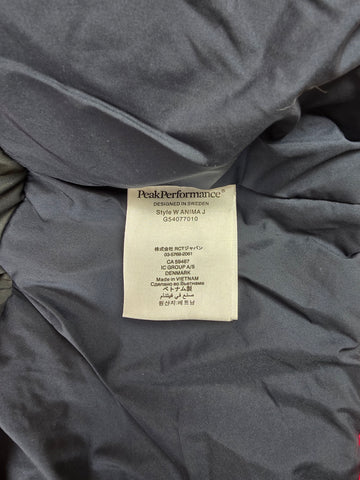 PeakPerformance®
DESIGNED IN SWEDEN
Style W ANIMA J
G54077010
株式会社 RCTジャパン
03-5768-2061
CA 59467
IC GROUP A/S
DENMARK
Made in VIETNAM
Сделано во Вьетнаме
ベトナム製
صنع في فيتنام
원산지:베트남